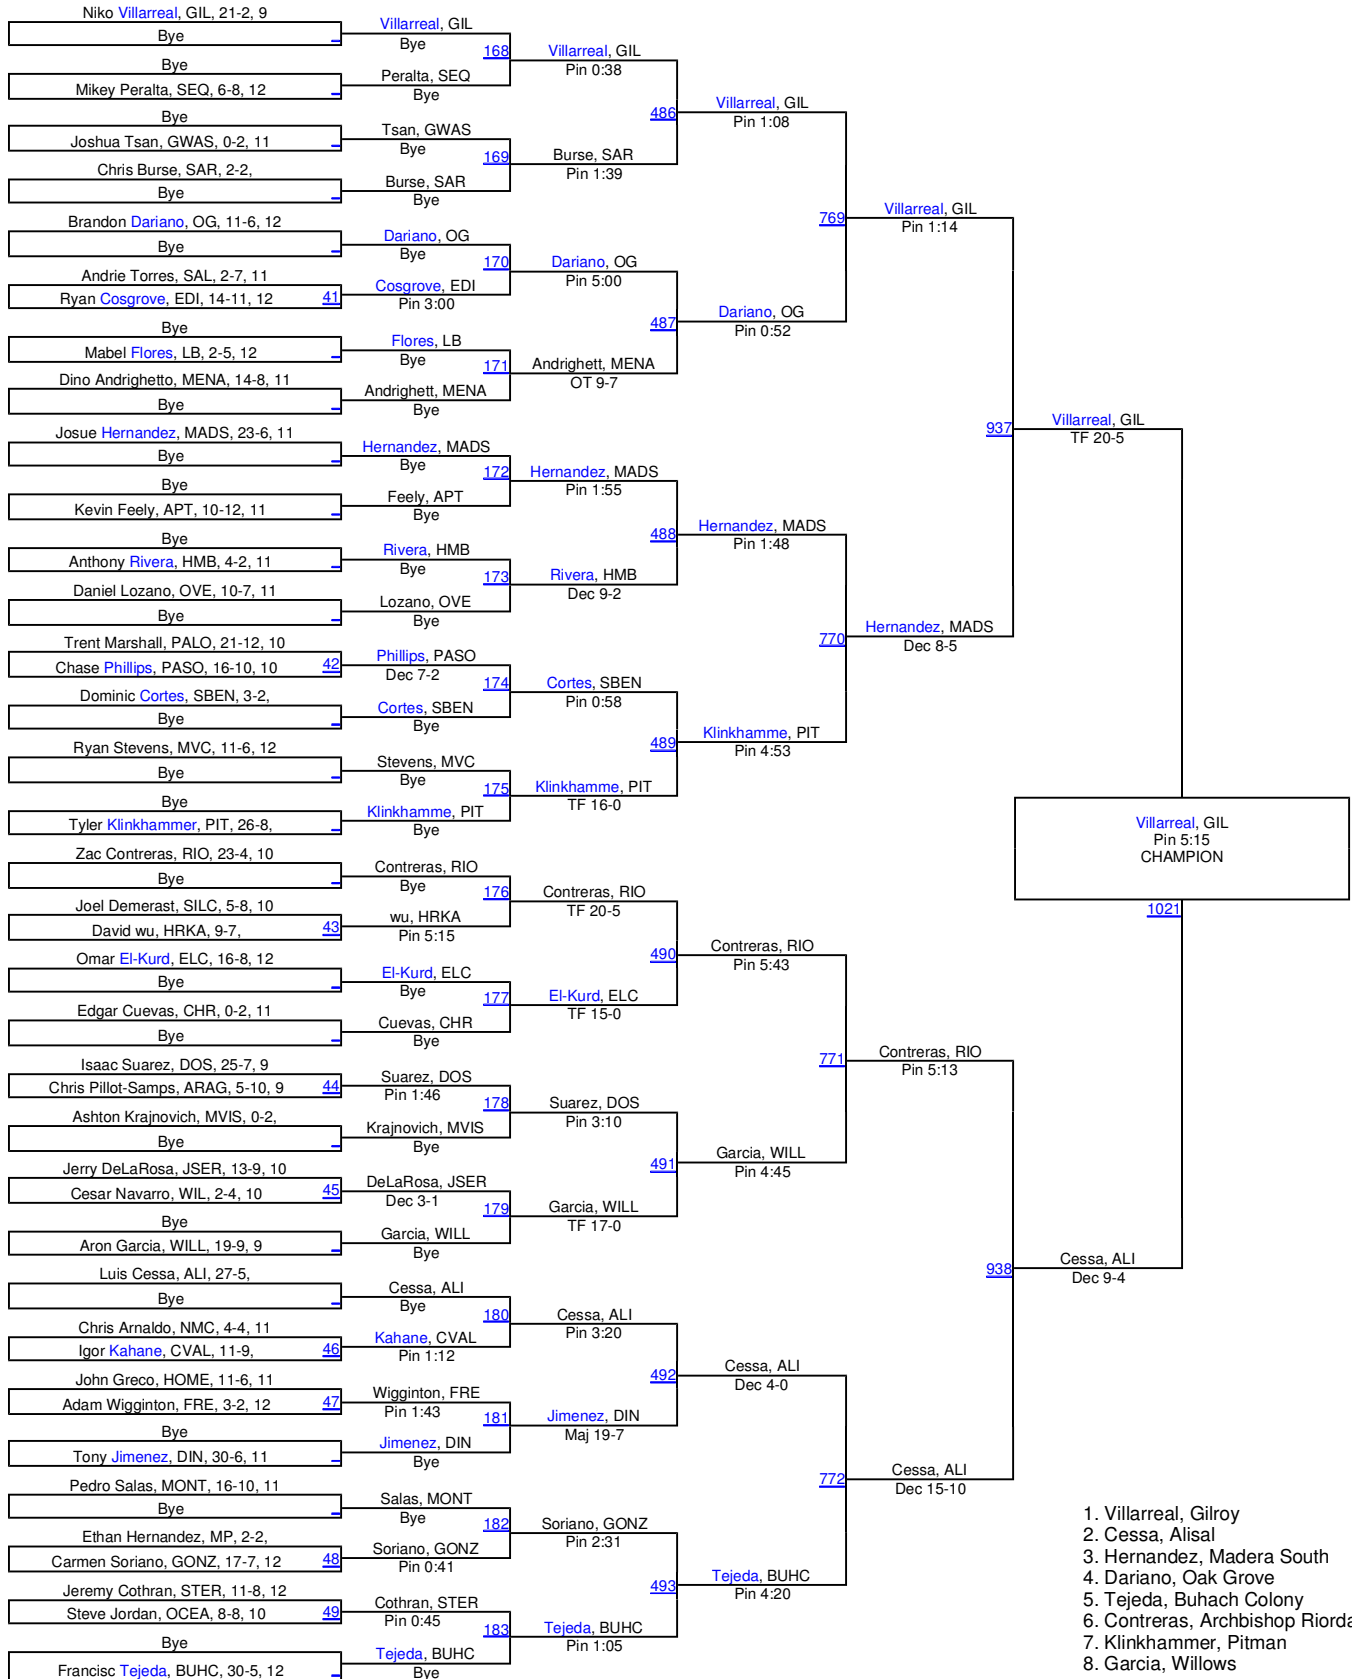 Niko Villarreal, GIL, 21-2, 9
Bye
Bye
Mikey Peralta, SEQ, 6-8, 12
Bye
Joshua Tsan, GWAS, 0-2, 11
Chris Burse, SAR, 2-2,
Bye
Brandon Dariano, OG, 11-6, 12
Bye
Andrie Torres, SAL, 2-7, 11
Ryan Cosgrove, EDI, 14-11, 12
41
Bye
Mabel Flores, LB, 2-5, 12
Dino Andrighetto, MENA, 14-8, 11
Bye
Josue Hernandez, MADS, 23-6, 11
Bye
Bye
Kevin Feely, APT, 10-12, 11
Bye
Anthony Rivera, HMB, 4-2, 11
Daniel Lozano, OVE, 10-7, 11
Bye
Trent Marshall, PALO, 21-12, 10
Chase Phillips, PASO, 16-10, 10
42
Dominic Cortes, SBEN, 3-2,
Bye
Ryan Stevens, MVC, 11-6, 12
Bye
Bye
Tyler Klinkhammer, PIT, 26-8,
Zac Contreras, RIO, 23-4, 10
Bye
Joel Demerast, SILC, 5-8, 10
David wu, HRKA, 9-7,
43
Omar El-Kurd, ELC, 16-8, 12
Bye
Edgar Cuevas, CHR, 0-2, 11
Bye
Isaac Suarez, DOS, 25-7, 9
Chris Pillot-Samps, ARAG, 5-10, 9
44
Ashton Krajnovich, MVIS, 0-2,
Bye
Jerry DeLaRosa, JSER, 13-9, 10
Cesar Navarro, WIL, 2-4, 10
45
Bye
Aron Garcia, WILL, 19-9, 9
Luis Cessa, ALI, 27-5,
Bye
Chris Arnaldo, NMC, 4-4, 11
Igor Kahane, CVAL, 11-9,
46
John Greco, HOME, 11-6, 11
Adam Wigginton, FRE, 3-2, 12
47
Bye
Tony Jimenez, DIN, 30-6, 11
Pedro Salas, MONT, 16-10, 11
Bye
Ethan Hernandez, MP, 2-2,
Carmen Soriano, GONZ, 17-7, 12
48
Jeremy Cothran, STER, 11-8, 12
Steve Jordan, OCEA, 8-8, 10
49
Bye
Francisc Tejeda, BUHC, 30-5, 12
Villarreal, GIL
Bye
168
Peralta, SEQ
Bye
Tsan, GWAS
Bye
169
Burse, SAR
Bye
Dariano, OG
Bye
170
Cosgrove, EDI
Pin 3:00
Flores, LB
Bye
171
Andrighett, MENA
Bye
Hernandez, MADS
Bye
172
Feely, APT
Bye
Rivera, HMB
Bye
173
Lozano, OVE
Bye
Phillips, PASO
Dec 7-2
174
Cortes, SBEN
Bye
Stevens, MVC
Bye
175
Klinkhamme, PIT
Bye
Contreras, RIO
Bye
176
wu, HRKA
Pin 5:15
El-Kurd, ELC
Bye
177
Cuevas, CHR
Bye
Suarez, DOS
Pin 1:46
178
Krajnovich, MVIS
Bye
DeLaRosa, JSER
Dec 3-1
179
Garcia, WILL
Bye
Cessa, ALI
Bye
180
Kahane, CVAL
Pin 1:12
Wigginton, FRE
Pin 1:43
181
Jimenez, DIN
Bye
Salas, MONT
Bye
182
Soriano, GONZ
Pin 0:41
Cothran, STER
Pin 0:45
183
Tejeda, BUHC
Bye
Villarreal, GIL
Pin 0:38
486
Burse, SAR
Pin 1:39
Dariano, OG
Pin 5:00
487
Andrighett, MENA
OT 9-7
Hernandez, MADS
Pin 1:55
488
Rivera, HMB
Dec 9-2
Cortes, SBEN
Pin 0:58
489
Klinkhamme, PIT
TF 16-0
Contreras, RIO
TF 20-5
490
El-Kurd, ELC
TF 15-0
Suarez, DOS
Pin 3:10
491
Garcia, WILL
TF 17-0
Cessa, ALI
Pin 3:20
492
Jimenez, DIN
Maj 19-7
Soriano, GONZ
Pin 2:31
493
Tejeda, BUHC
Pin 1:05
Villarreal, GIL
Pin 1:08
769
Dariano, OG
Pin 0:52
Hernandez, MADS
Pin 1:48
770
Klinkhamme, PIT
Pin 4:53
Contreras, RIO
Pin 5:43
771
Garcia, WILL
Pin 4:45
Cessa, ALI
Dec 4-0
772
Tejeda, BUHC
Pin 4:20
Villarreal, GIL
Pin 1:14
937
Hernandez, MADS
Dec 8-5
Contreras, RIO
Pin 5:13
938
Cessa, ALI
Dec 15-10
Villarreal, GIL
TF 20-5
Cessa, ALI
Dec 9-4
Villarreal, GIL
Pin 5:15
CHAMPION
1021
1. Villarreal, Gilroy
2. Cessa, Alisal
3. Hernandez, Madera South
4. Dariano, Oak Grove
5. Tejeda, Buhach Colony
6. Contreras, Archbishop Riorda
7. Klinkhammer, Pitman
8. Garcia, Willows